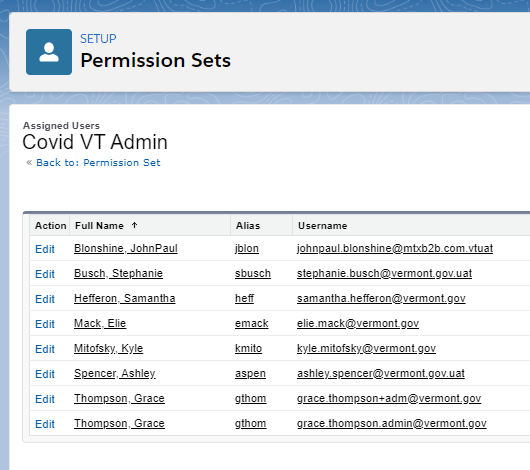 SETUP
Permission Sets
Assigned Users
Covid VT Admin
« Back to: Permission Set
Action Full Name ↑ Alias Username
Edit Blonshine, JohnPaul jblon johnpaul.blonshine@mtxb2b.com.vtuat
Edit Busch, Stephanie sbusch stephanie.busch@vermont.gov.uat
Edit Hefferon, Samantha heff samantha.hefferon@vermont.gov
Edit Mack, Elie emack elie.mack@vermont.gov
Edit Mitofsky, Kyle kmito kyle.mitofsky@vermont.gov
Edit Spencer, Ashley aspen ashley.spencer@vermont.gov.uat
Edit Thompson, Grace gthom grace.thompson+adm@vermont.gov
Edit Thompson, Grace gthom grace.thompson.admin@vermont.gov